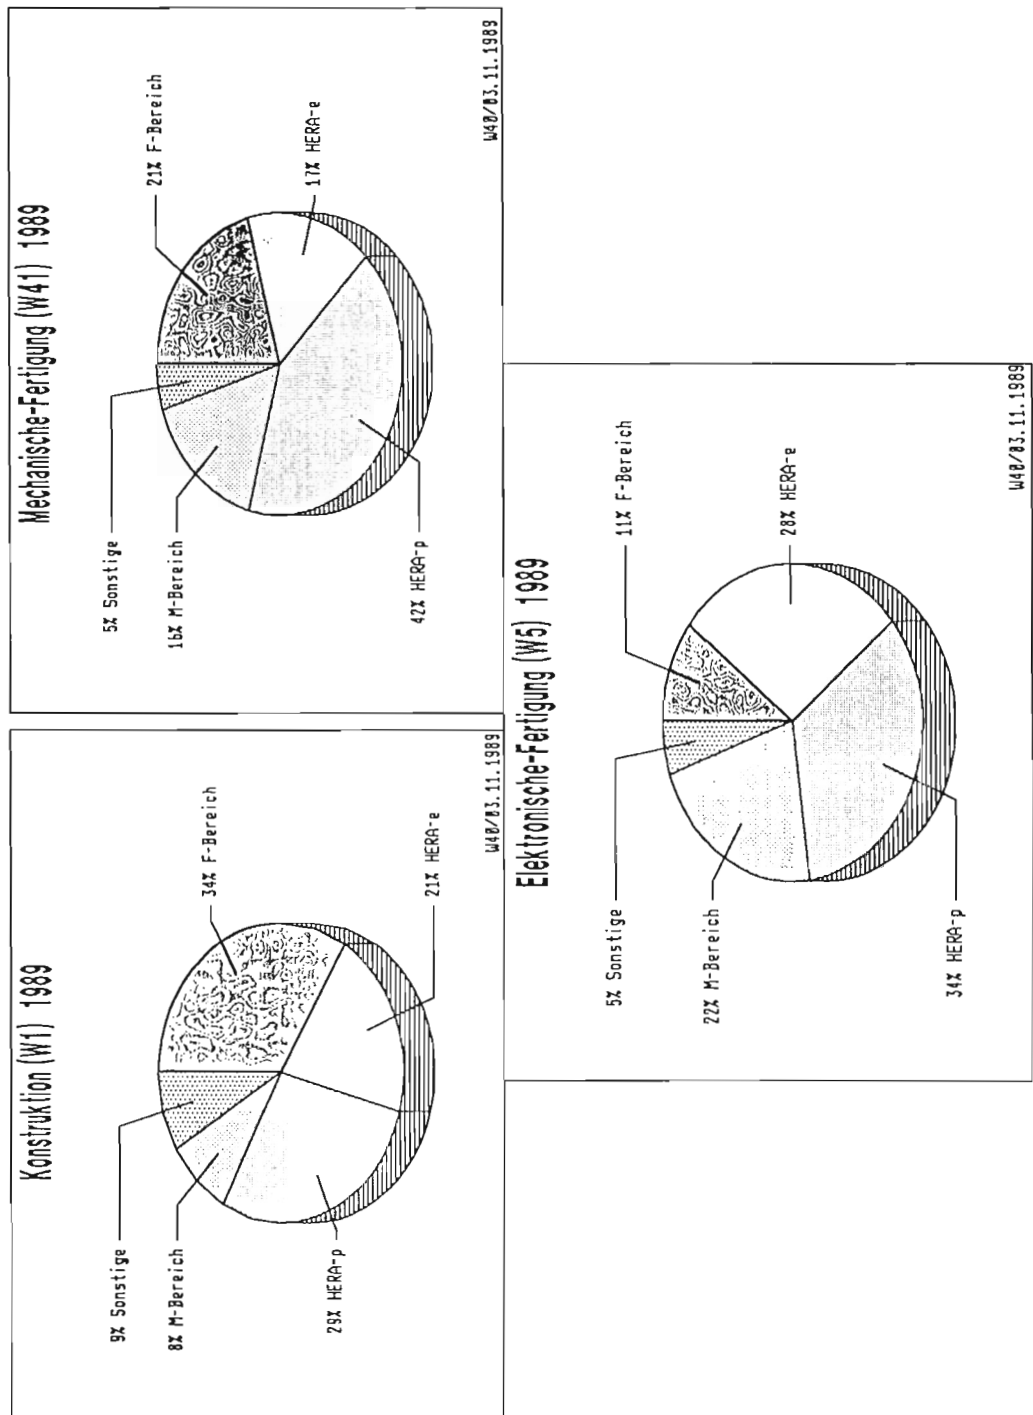 Konstruktion (W1) 1989
9% Sonstige
8% M-Bereich
34% F-Bereich
29% HERA-p
21% HERA-e
W40/03.11.1989
Mechanische-Fertigung (W41) 1989
5% Sonstige
16% M-Bereich
21% F-Bereich
17% HERA-e
42% HERA-p
W40/03.11.1989
Elektronische-Fertigung (W5) 1989
5% Sonstige
11% F-Bereich
22% M-Bereich
28% HERA-e
34% HERA-p
W40/03.11.1989